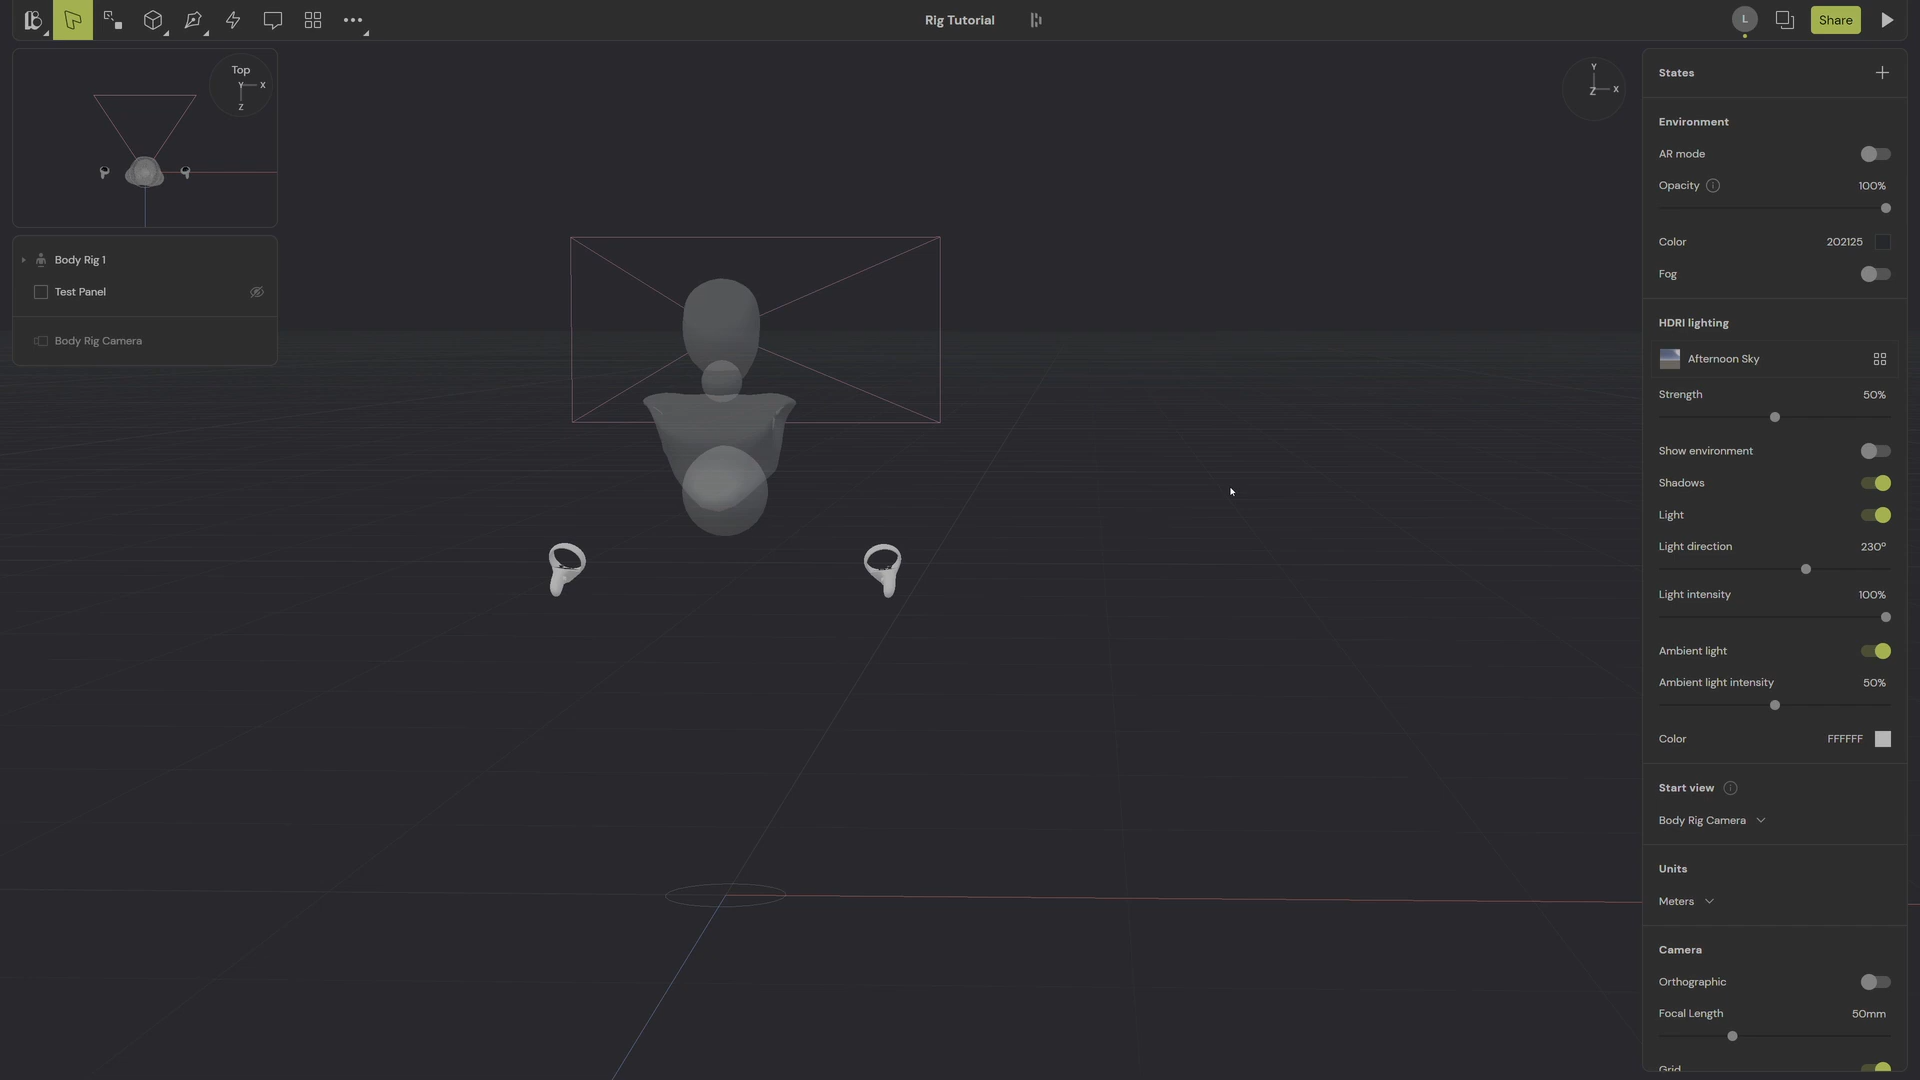 Rig Tutorial
L
Share
Top
Y
X
Z
Y
Z
X
Body Rig 1
Test Panel
Body Rig Camera
States
Environment
AR mode
Opacity
100%
Color
202125
Fog
HDRI lighting
Afternoon Sky
Strength
50%
Show environment
Shadows
Light
Light direction
230°
Light intensity
100%
Ambient light
Ambient light intensity
50%
Color
FFFFFF
Start view
Body Rig Camera
Units
Meters
Camera
Orthographic
Focal Length
50mm
Grid